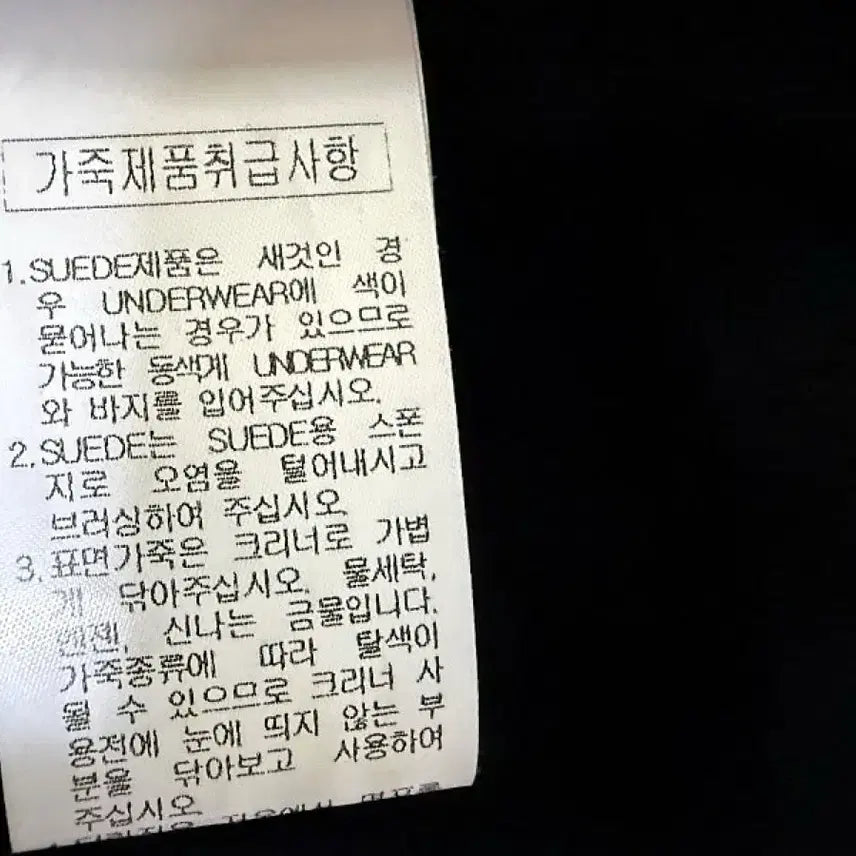 가죽제품취급사항
1.SUEDE제품은 새것인 경
우 UNDERWEAR에 색이
묻어나는 경우가 있으므로
가능한 동색계 UNDERWEAR
와 바지를 입어주십시오.
2.SUEDE는 SUEDE용 스폰
지로 오염을 털어내시고
브러싱하여 주십시오
3.표면가죽은 크리너로 가볍
게 닦아주십시오. 물세탁,
벤젠, 신나는 금물입니다.
가죽종류에 따라 탈색이
될 수 있으므로 크리너 사
용전에 눈에 띄지 않는 부
분을 닦아보고 사용하여
주십시오